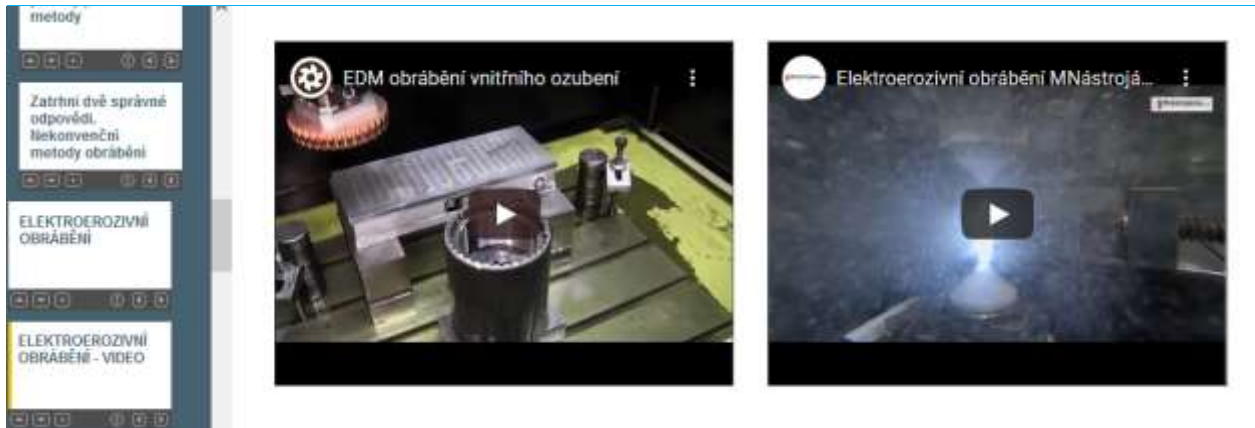 metody
Zatrhni dvě správné
odpovědi.
Nekonvenční
metody obrábění
ELEKTROEROZIVNÍ
OBRÁBĚNÍ
ELEKTROEROZIVNÍ
OBRÁBĚNÍ - VIDEO
EDM obrábění vnitřního ozubení
Elektroerozivní obrábění MNástrojá...